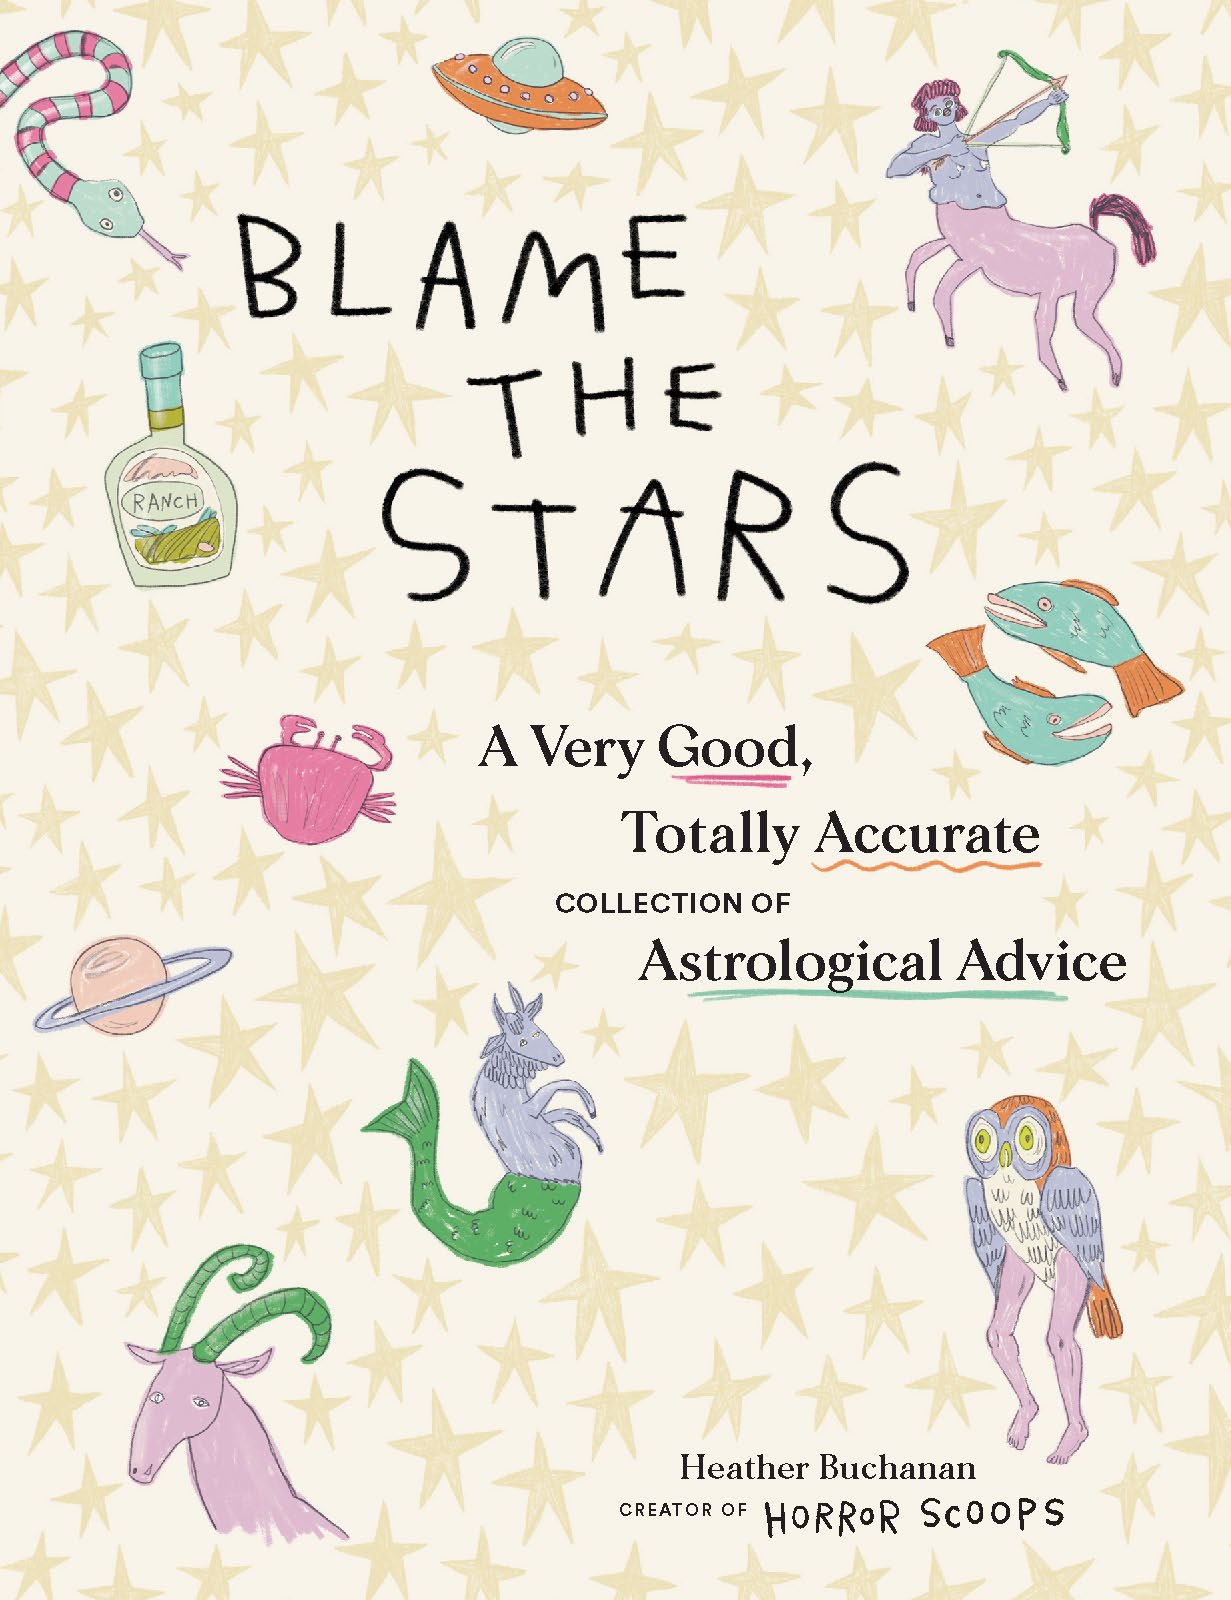 BLAME
THE
STARS
RANCH
A Very Good,
Totally Accurate
COLLECTION OF
Astrological Advice
Heather Buchanan
CREATOR OF HORROR SCOOPS